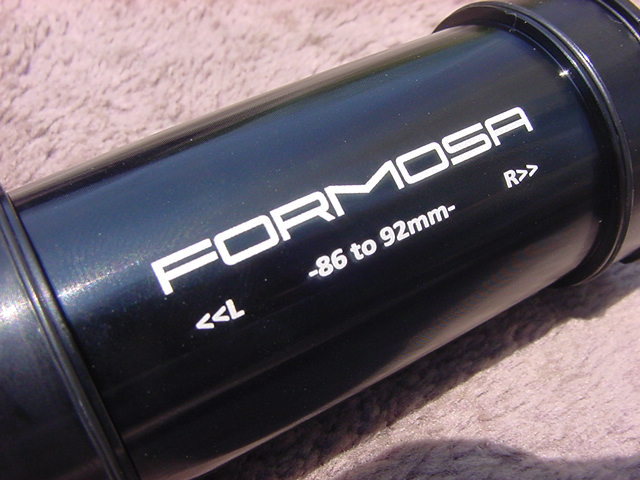 FORMOSA
<<L -86 to 92mm- R>>